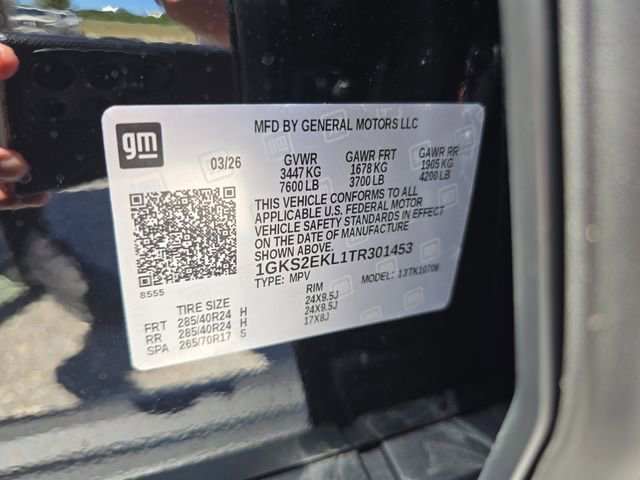 gm
MFD BY GENERAL MOTORS LLC
03/26
GVWR GAWR FRT GAWR RR
3447 KG 1678 KG 1905 KG
7600 LB 3700 LB 4200 LB
THIS VEHICLE CONFORMS TO ALL
APPLICABLE U.S. FEDERAL MOTOR
VEHICLE SAFETY STANDARDS IN EFFECT
ON THE DATE OF MANUFACTURE
SHOWN ABOVE.
1GKS2EKL1TR301453
TYPE: MPV MODEL: 13TK10706
8555
TIRE SIZE RIM
FRT 285/40R24 H 24X9.5J
RR 285/40R24 H 24X9.5J
SPA 265/70R17 S 17X8J